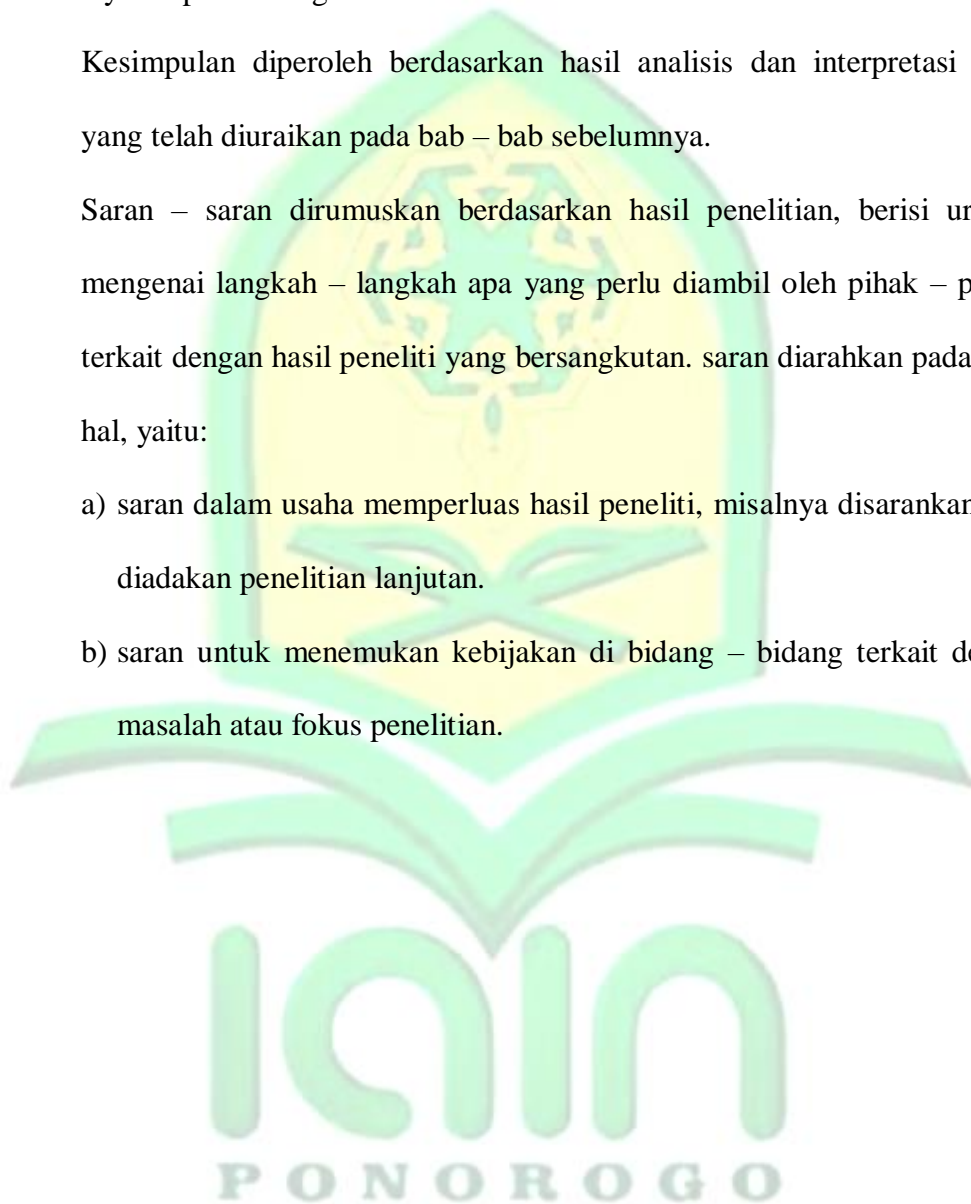 Kesimpulan diperoleh berdasarkan hasil analisis dan interpretasi
yang telah diuraikan pada bab – bab sebelumnya.
Saran – saran dirumuskan berdasarkan hasil penelitian, berisi
mengenai langkah – langkah apa yang perlu diambil oleh pihak –
terkait dengan hasil peneliti yang bersangkutan. saran diarahkan pada
hal, yaitu:
a) saran dalam usaha memperluas hasil peneliti, misalnya disarankan
diadakan penelitian lanjutan.
b) saran untuk menemukan kebijakan di bidang – bidang terkait
masalah atau fokus penelitian.
iain
PONOROGO